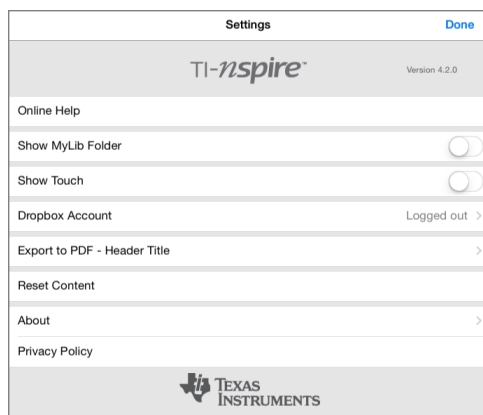 Settings Done
TI-nspire™ Version 4.2.0
Online Help
Show MyLib Folder
Show Touch
Dropbox Account Logged out
Export to PDF - Header Title
Reset Content
About
Privacy Policy
TEXAS
INSTRUMENTS